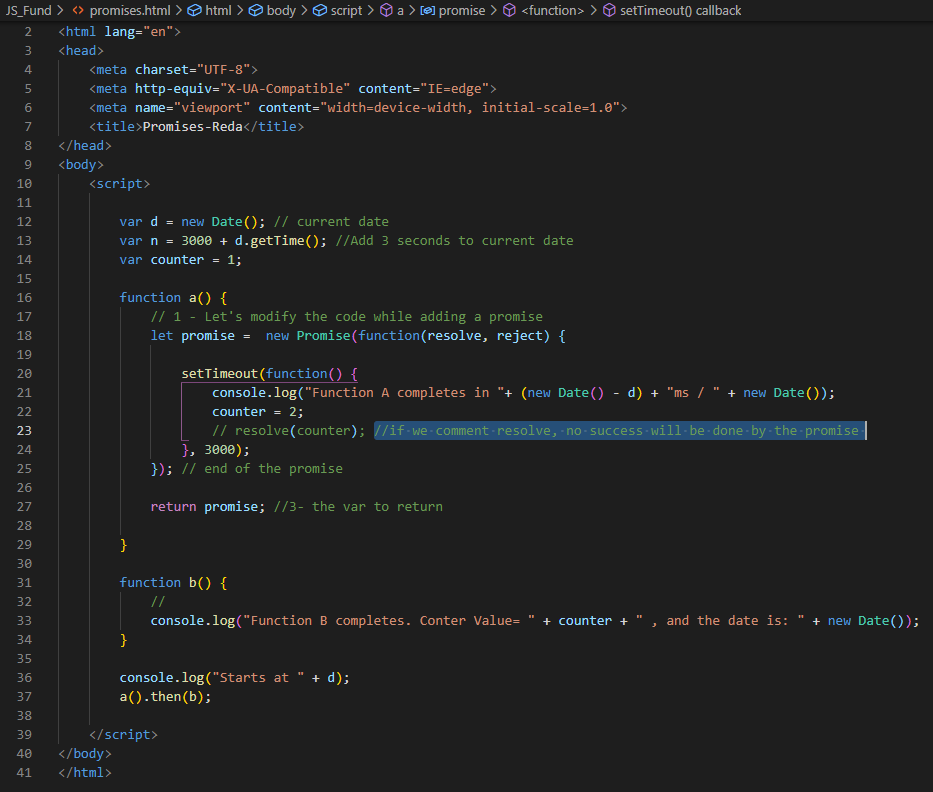 JS_Fund > promises.html > html > body > script > a > promise > <function> > setTimeout() callback
2 <html lang="en">
3 <head>
4 <meta charset="UTF-8">
5 <meta http-equiv="X-UA-Compatible" content="IE=edge">
6 <meta name="viewport" content="width=device-width, initial-scale=1.0">
7 <title>Promises-Reda</title>
8 </head>
9 <body>
10 <script>
11
12 var d = new Date(); // current date
13 var n = 3000 + d.getTime(); //Add 3 seconds to current date
14 var counter = 1;
15
16 function a() {
17 // 1 - Let's modify the code while adding a promise
18 let promise =  new Promise(function(resolve, reject) {
19
20 setTimeout(function() {
21 console.log("Function A completes in "+ (new Date() - d) + "ms / " + new Date());
22 counter = 2;
23 // resolve(counter); //if we comment resolve, no success will be done by the promise
24 }, 3000);
25 }); // end of the promise
26
27 return promise; //3- the var to return
28
29 }
30
31 function b() {
32 //
33 console.log("Function B completes. Conter Value= " + counter + " , and the date is: " + new Date());
34 }
35
36 console.log("Starts at " + d);
37 a().then(b);
38
39 </script>
40 </body>
41 </html>